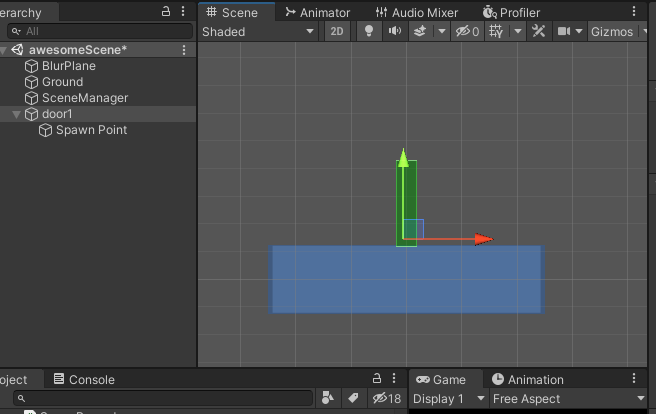 erarchy
Scene
Animator
Audio Mixer
Profiler
All
Shaded
2D
0
Gizmos
awesomeScene*
BlurPlane
Ground
SceneManager
door1
Spawn Point
oject
Console
Game
Animation
18
Display 1
Free Aspect